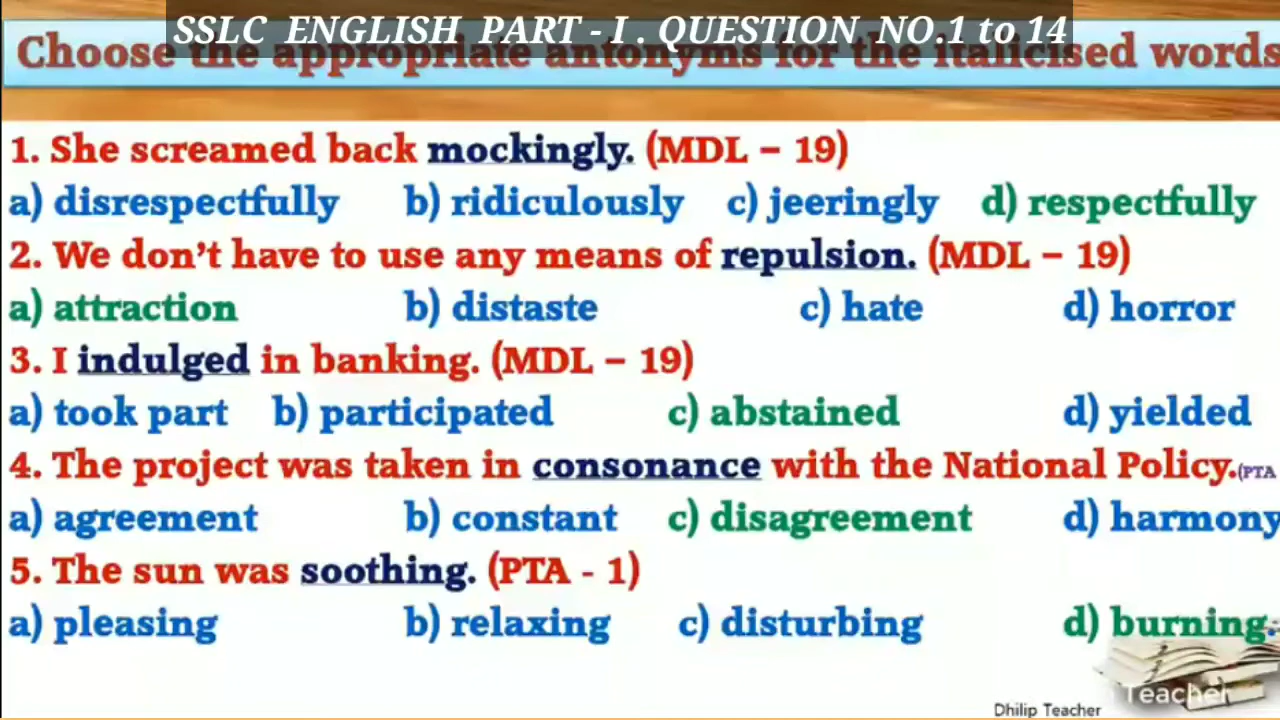 SSLC ENGLISH PART - I . QUESTION NO.1 to 14
Choose the appropriate antonyms for the italicised words
1. She screamed back mockingly. (MDL – 19)
a) disrespectfully b) ridiculously c) jeeringly d) respectfully
2. We don’t have to use any means of repulsion. (MDL – 19)
a) attraction b) distaste c) hate d) horror
3. I indulged in banking. (MDL – 19)
a) took part b) participated c) abstained d) yielded
4. The project was taken in consonance with the National Policy.(PTA
a) agreement b) constant c) disagreement d) harmony
5. The sun was soothing. (PTA - 1)
a) pleasing b) relaxing c) disturbing d) burning.
Teacher
Dhilip Teacher